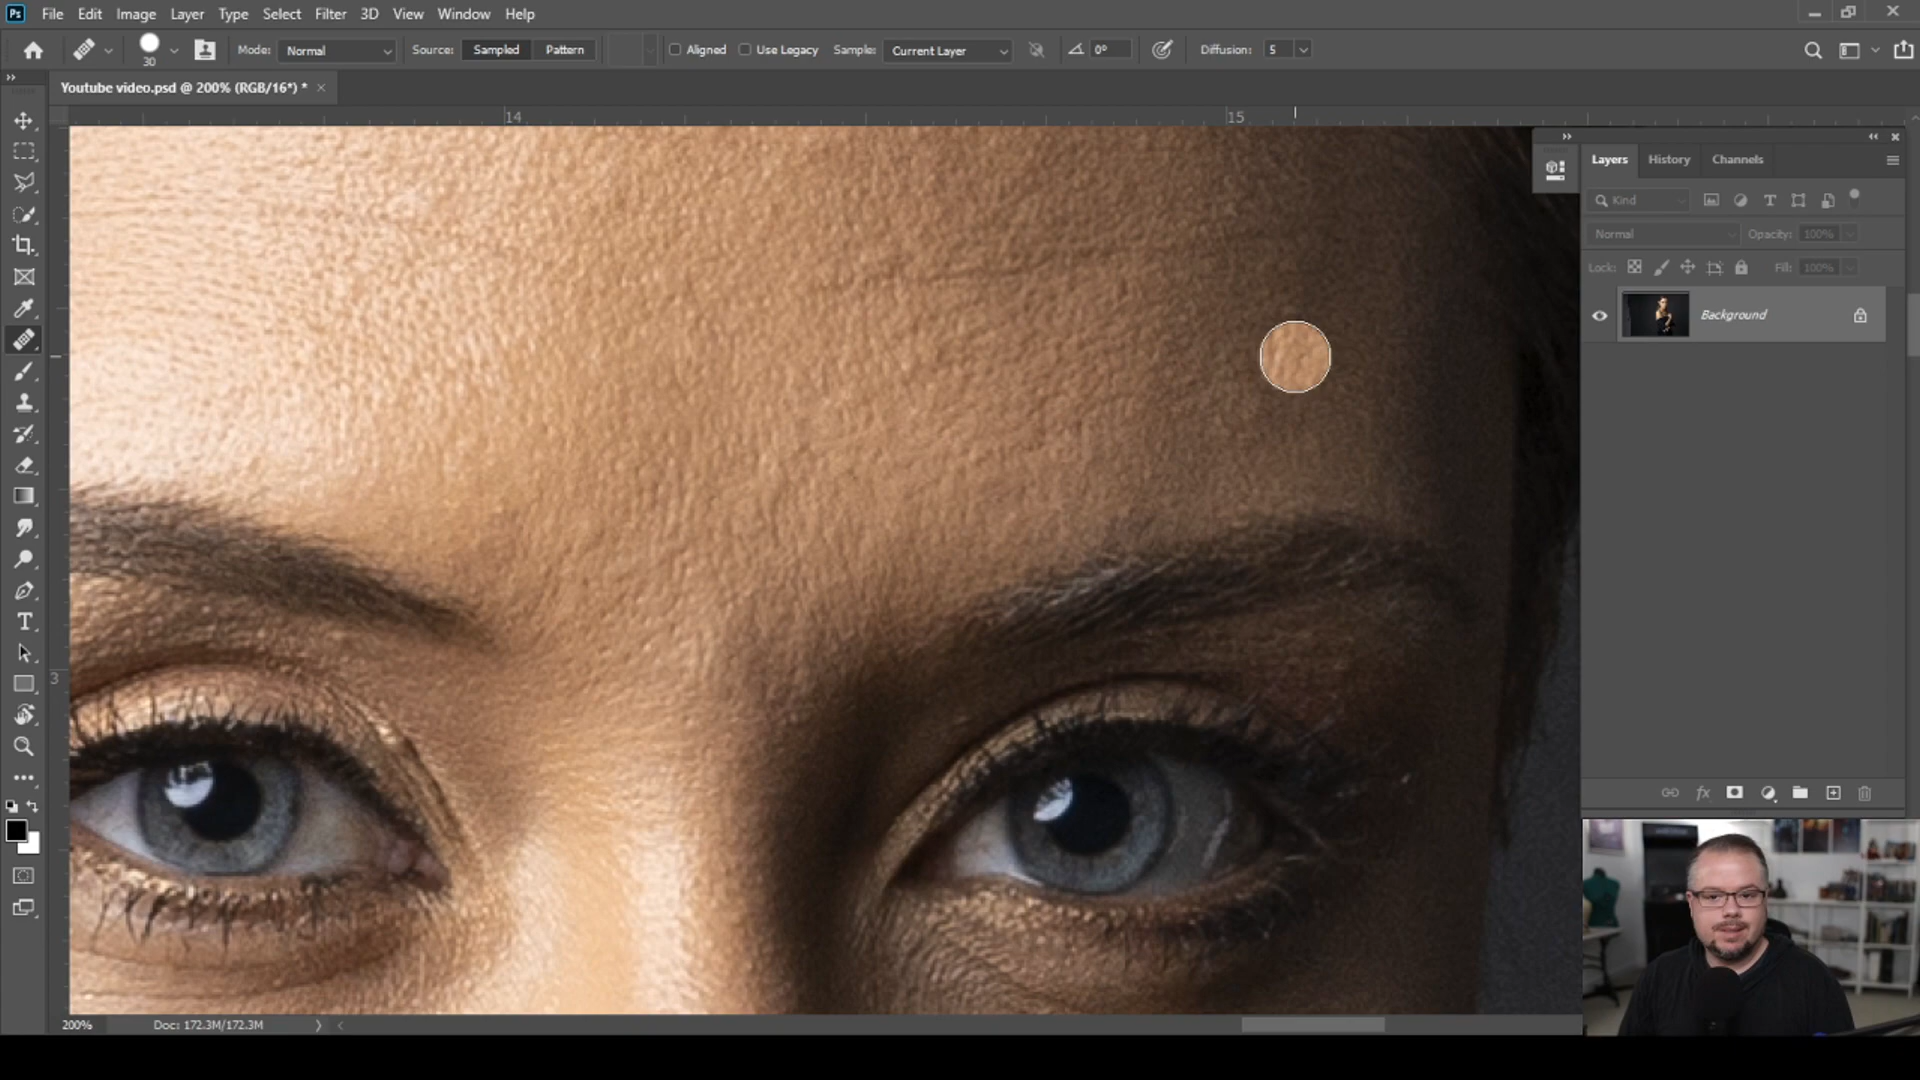 Ps File Edit Image Layer Type Select Filter 3D View Window Help
30 Mode: Normal Source: Sampled Pattern Aligned Use Legacy Sample: Current Layer 0° Diffusion: 5
Youtube video.psd @ 200% (RGB/16*) * ×
14 15
Layers History Channels
Kind
Normal Opacity: 100%
Lock: Fill: 100%
Background
3
fx
200% Doc: 172.3M/172.3M